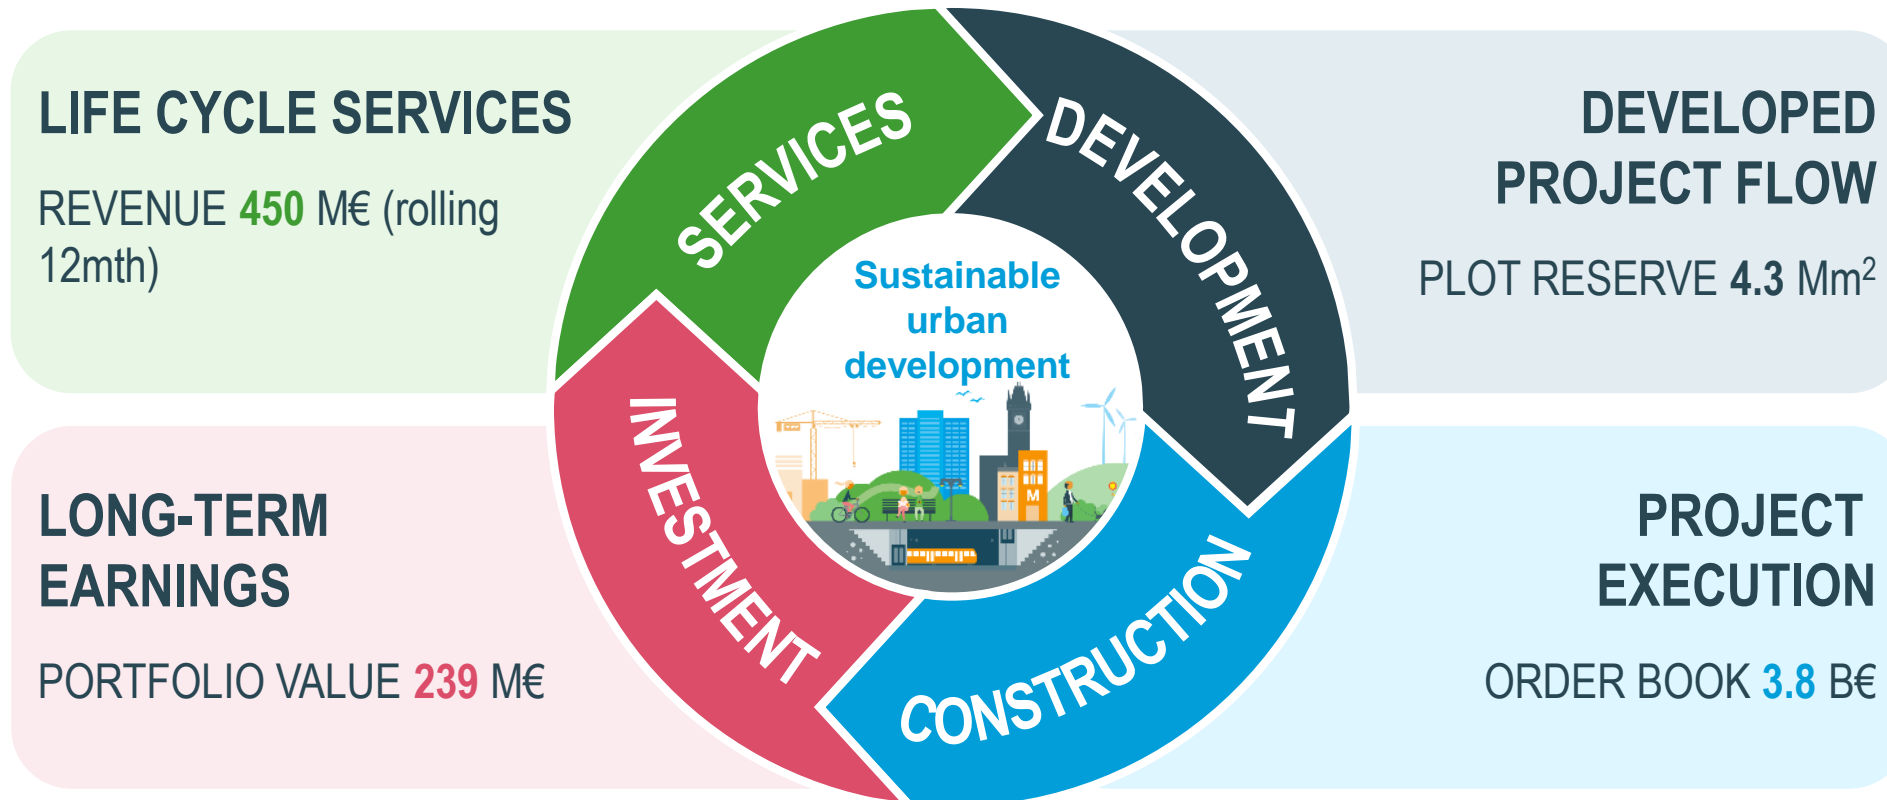 LIFE CYCLE SERVICES
REVENUE 450 M€ (rolling
12mth)
DEVELOPED
PROJECT FLOW
PLOT RESERVE 4.3 Mm²
SERVICES
DEVELOPMENT
Sustainable
urban
development
M
INVESTMENT
CONSTRUCTION
LONG-TERM
EARNINGS
PORTFOLIO VALUE 239 M€
PROJECT
EXECUTION
ORDER BOOK 3.8 B€